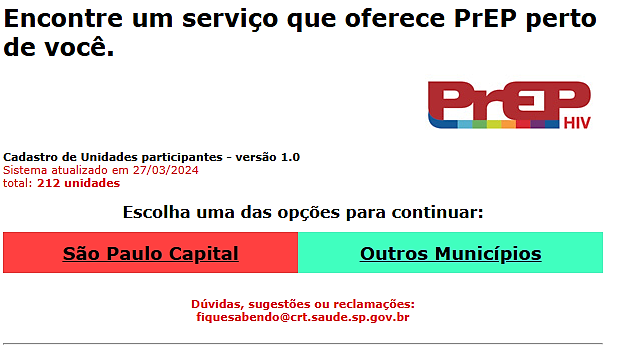 Encontre um serviço que oferece PrEP perto
de você.
PrEP
HIV
Cadastro de Unidades participantes - versão 1.0
Sistema atualizado em 27/03/2024
total: 212 unidades
Escolha uma das opções para continuar:
São Paulo Capital
Outros Municípios
Dúvidas, sugestões ou reclamações:
fiquesabendo@crt.saude.sp.gov.br